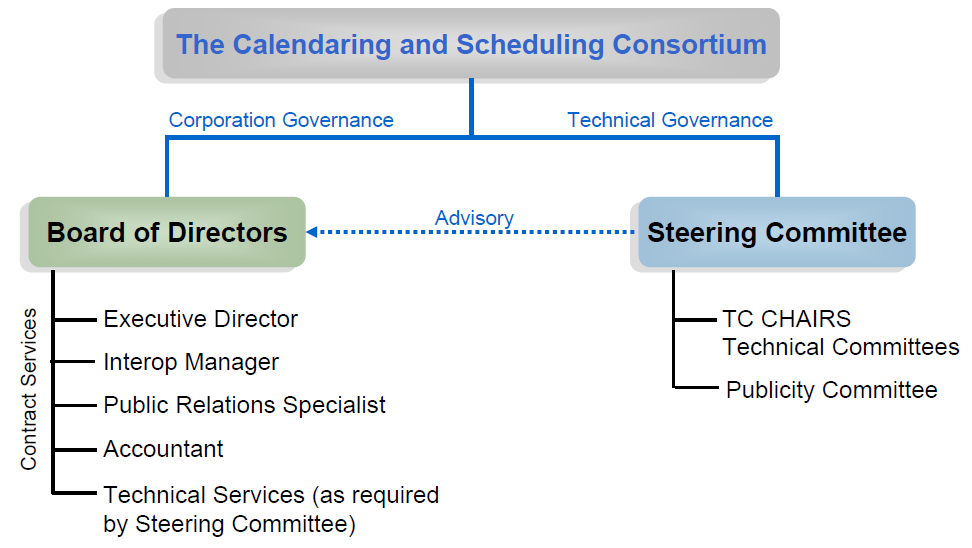 The Calendaring and Scheduling Consortium
Corporation Governance
Technical Governance
Board of Directors
Advisory
Steering Committee
Contract Services
Executive Director
Interop Manager
Public Relations Specialist
Accountant
Technical Services (as required
by Steering Committee)
TC CHAIRS
Technical Committees
Publicity Committee